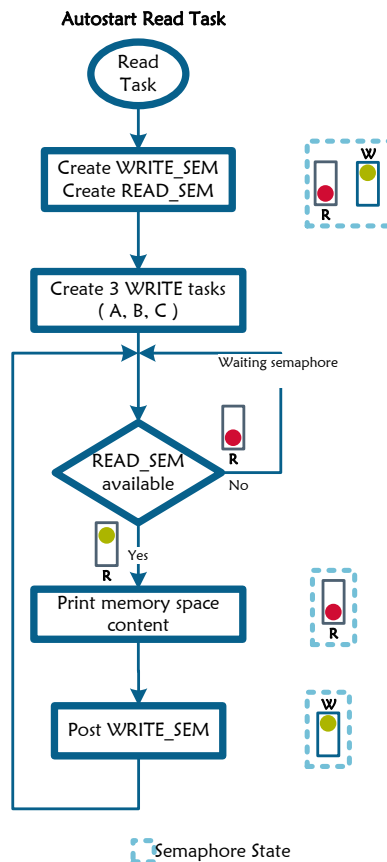 Autostart Read Task
Read
Task
Create WRITE_SEM
Create READ_SEM
W
R
Create 3 WRITE tasks
( A, B, C )
Waiting semaphore
READ_SEM
available
R
No
R
Yes
Print memory space
content
R
Post WRITE_SEM
W
Semaphore State